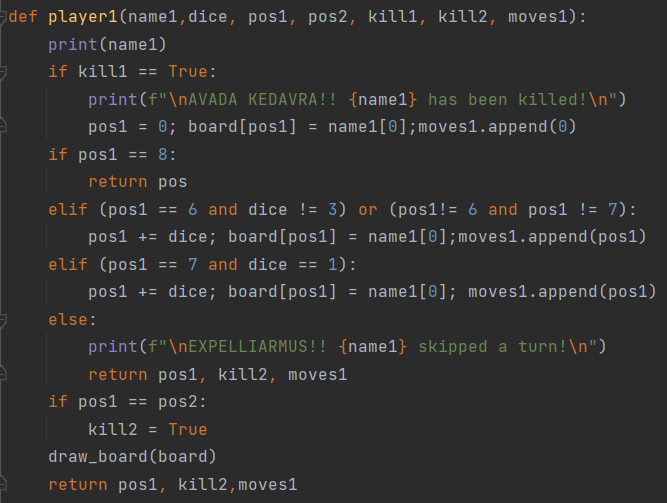 def player1(name1,dice, pos1, pos2, kill1, kill2, moves1):
    print(name1)
    if kill1 == True:
        print(f"\nAVADA KEDAVRA!! {name1} has been killed!\n")
        pos1 = 0; board[pos1] = name1[0];moves1.append(0)
    if pos1 == 8:
        return pos
    elif (pos1 == 6 and dice != 3) or (pos1!= 6 and pos1 != 7):
        pos1 += dice; board[pos1] = name1[0];moves1.append(pos1)
    elif (pos1 == 7 and dice == 1):
        pos1 += dice; board[pos1] = name1[0]; moves1.append(pos1)
    else:
        print(f"\nEXPELLIARMUS!! {name1} skipped a turn!\n")
        return pos1, kill2, moves1
    if pos1 == pos2:
        kill2 = True
    draw_board(board)
    return pos1, kill2,moves1